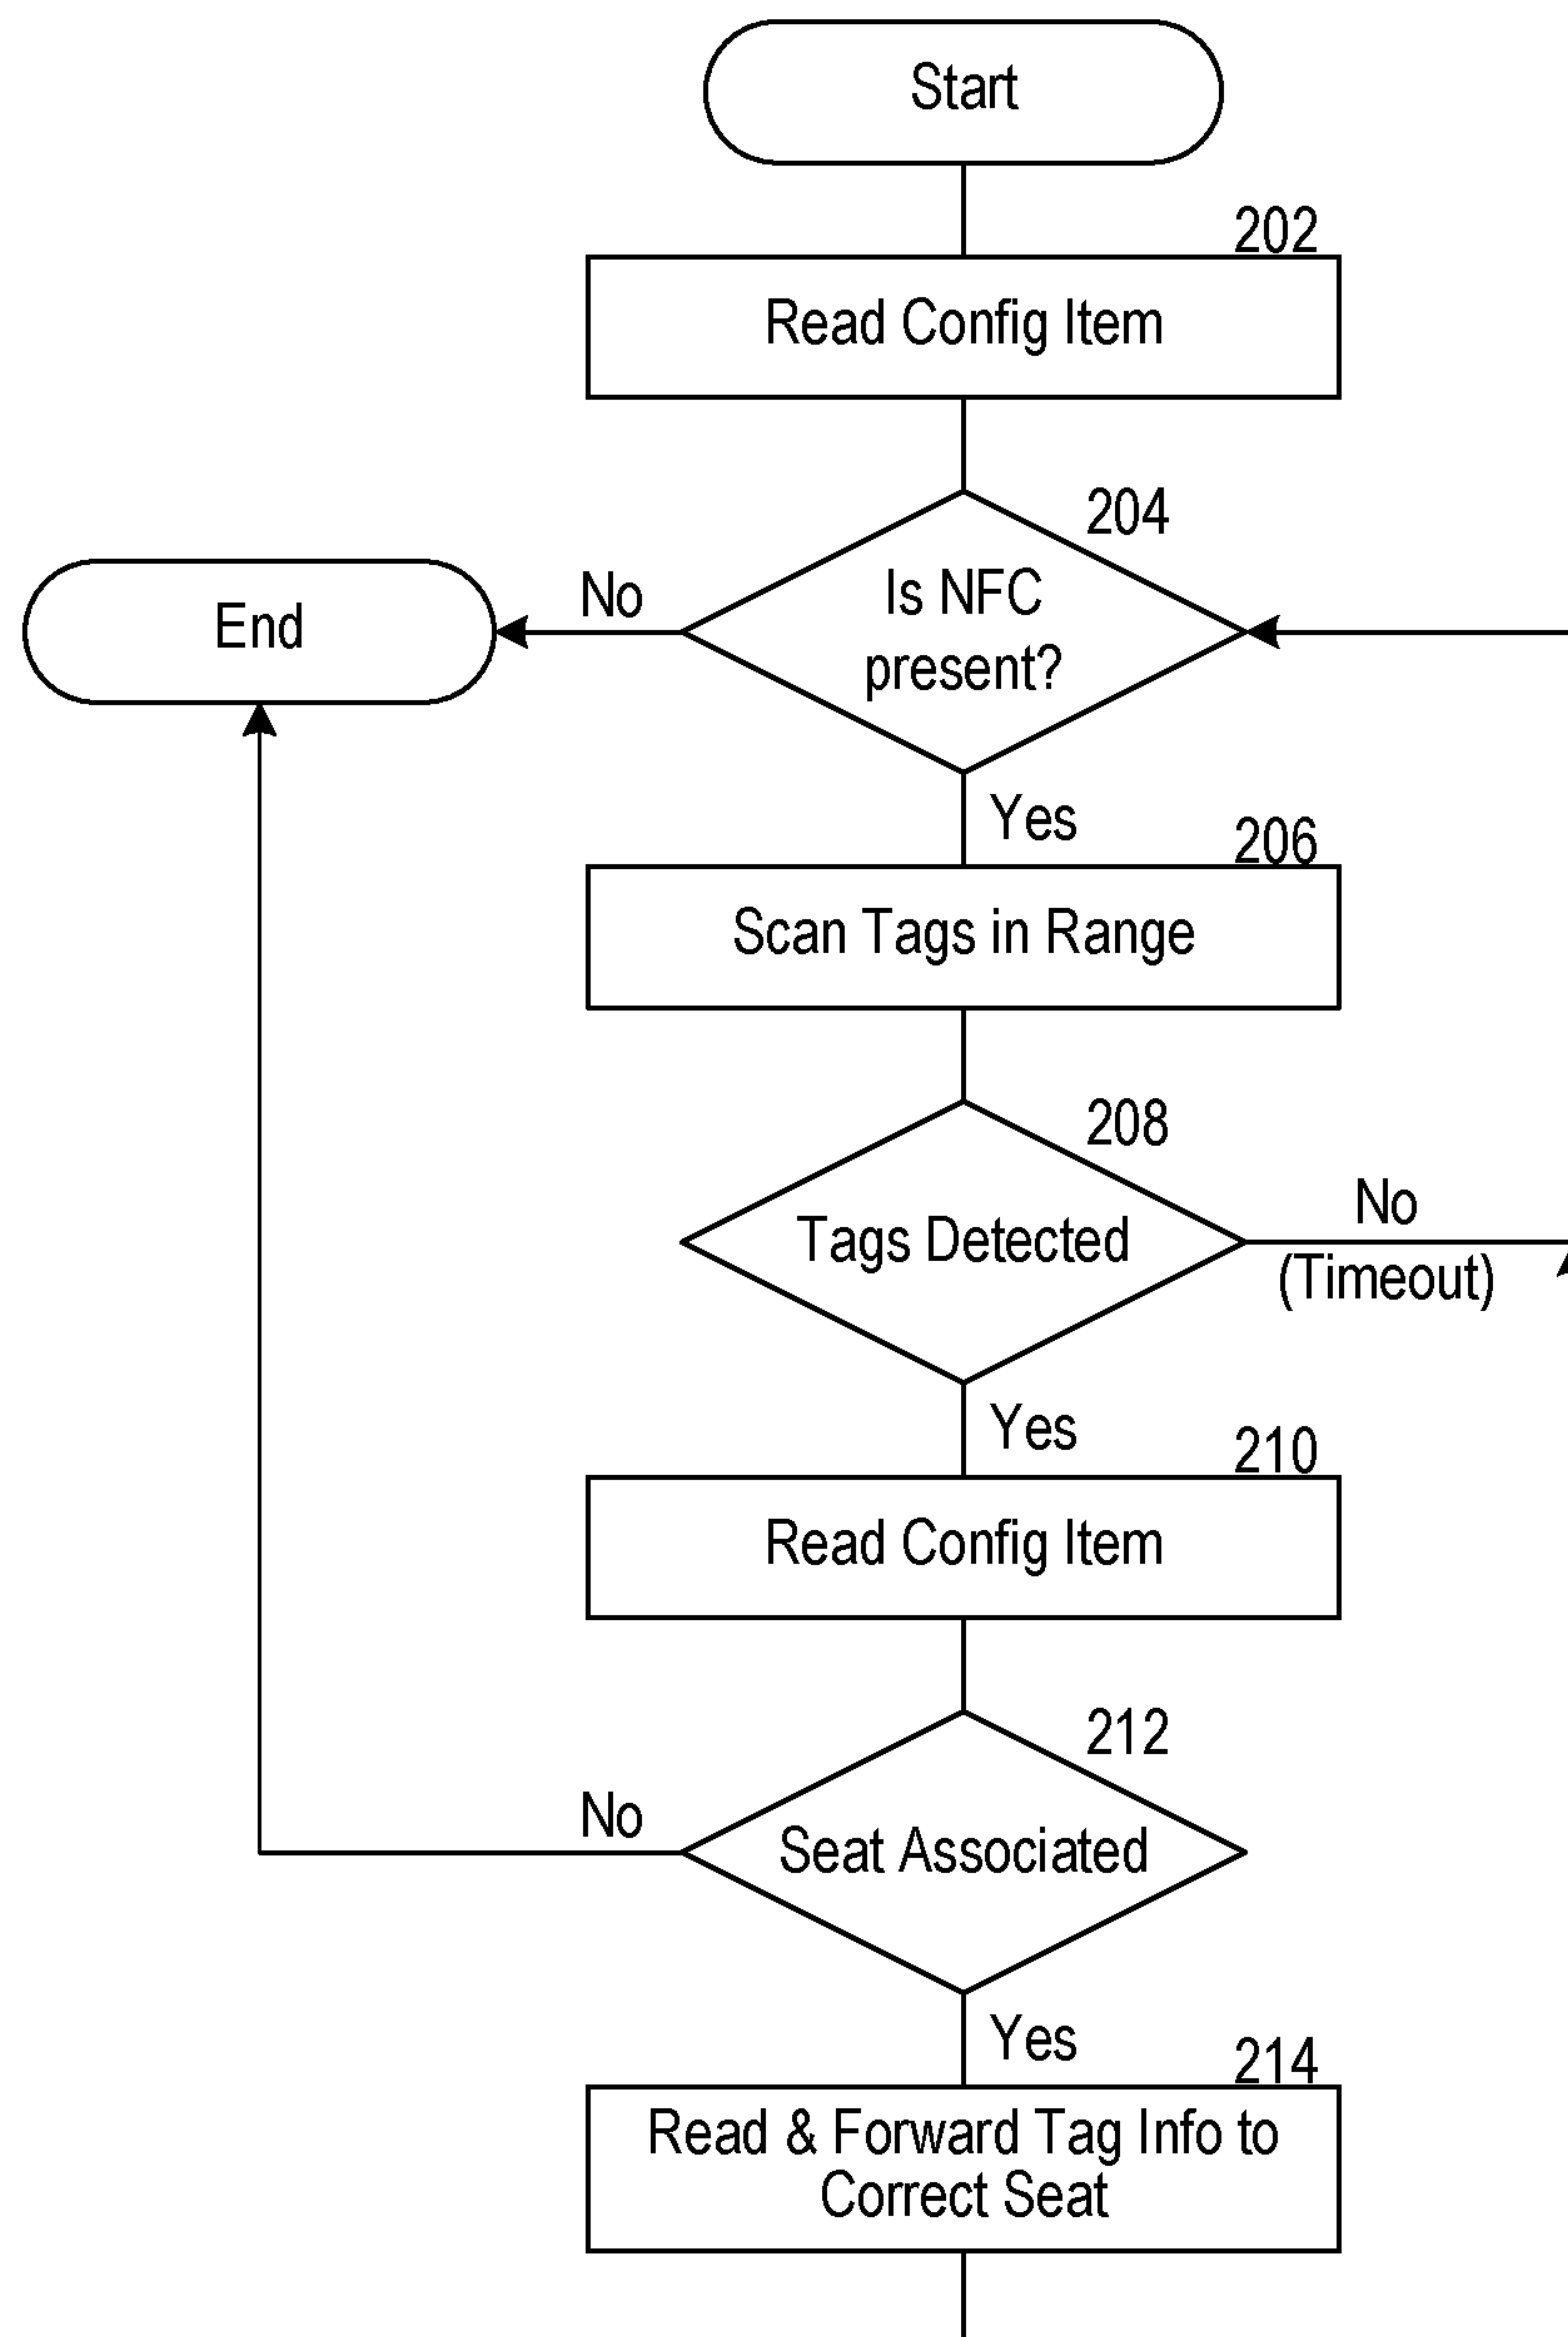 Start
202
Read Config Item
204
Is NFC
present?
No
End
Yes
206
Scan Tags in Range
208
Tags Detected
No
(Timeout)
Yes
210
Read Config Item
212
Seat Associated
No
Yes
214
Read & Forward Tag Info to
Correct Seat